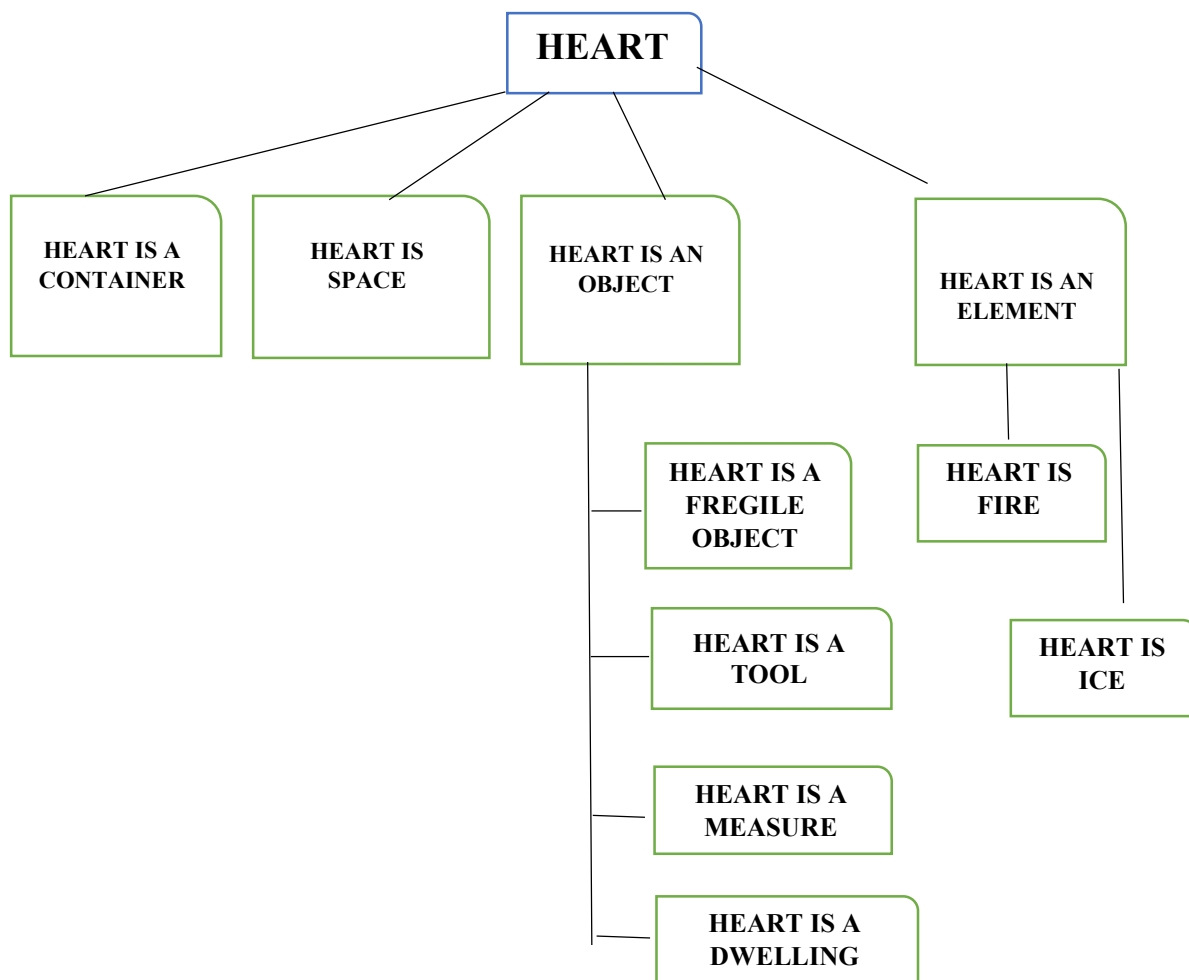 HEART
HEART IS A
CONTAINER
HEART IS
SPACE
HEART IS AN
OBJECT
HEART IS AN
ELEMENT
HEART IS A
FREGILE
OBJECT
HEART IS
FIRE
HEART IS A
TOOL
HEART IS
ICE
HEART IS A
MEASURE
HEART IS A
DWELLING